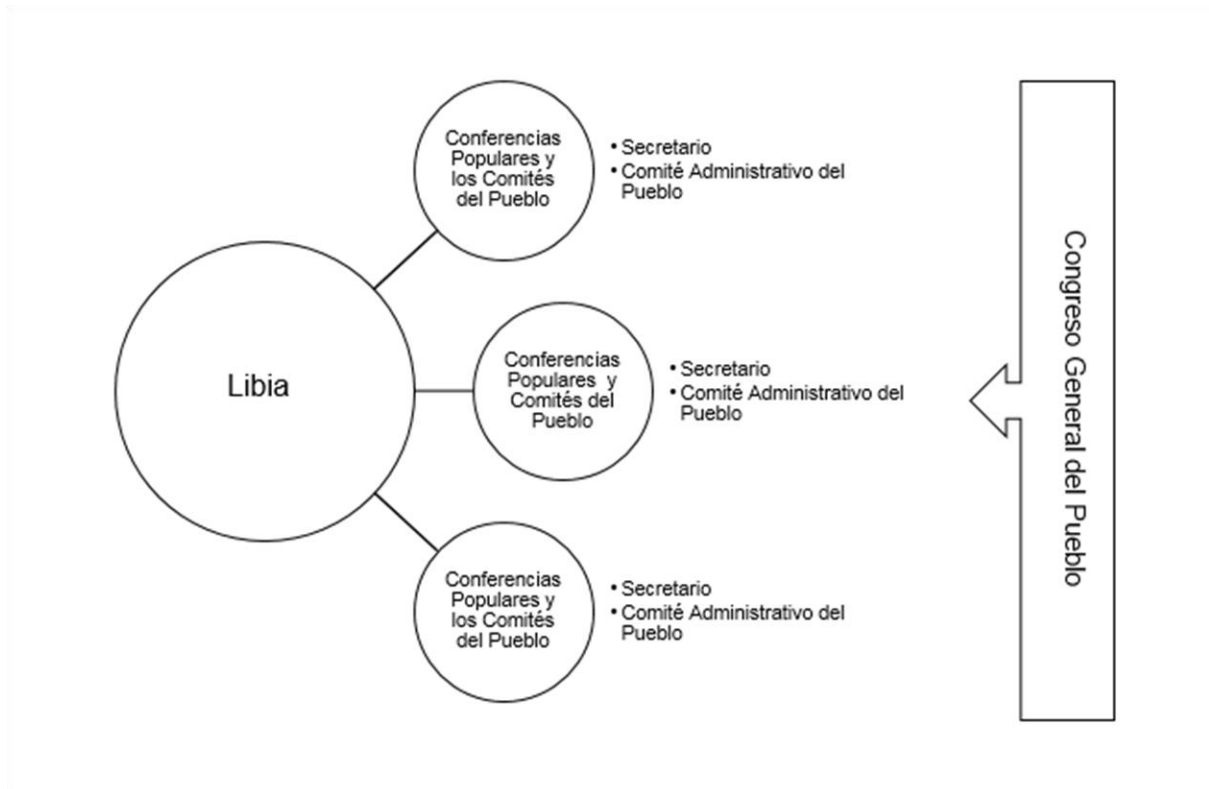 Conferencias
Populares y
los Comités
del Pueblo
• Secretario
• Comité Administrativo del
Pueblo
Libia
Conferencias
Populares y
Comités del
Pueblo
• Secretario
• Comité Administrativo del
Pueblo
Conferencias
Populares y
los Comités
del Pueblo
• Secretario
• Comité Administrativo del
Pueblo
Congreso General del Pueblo